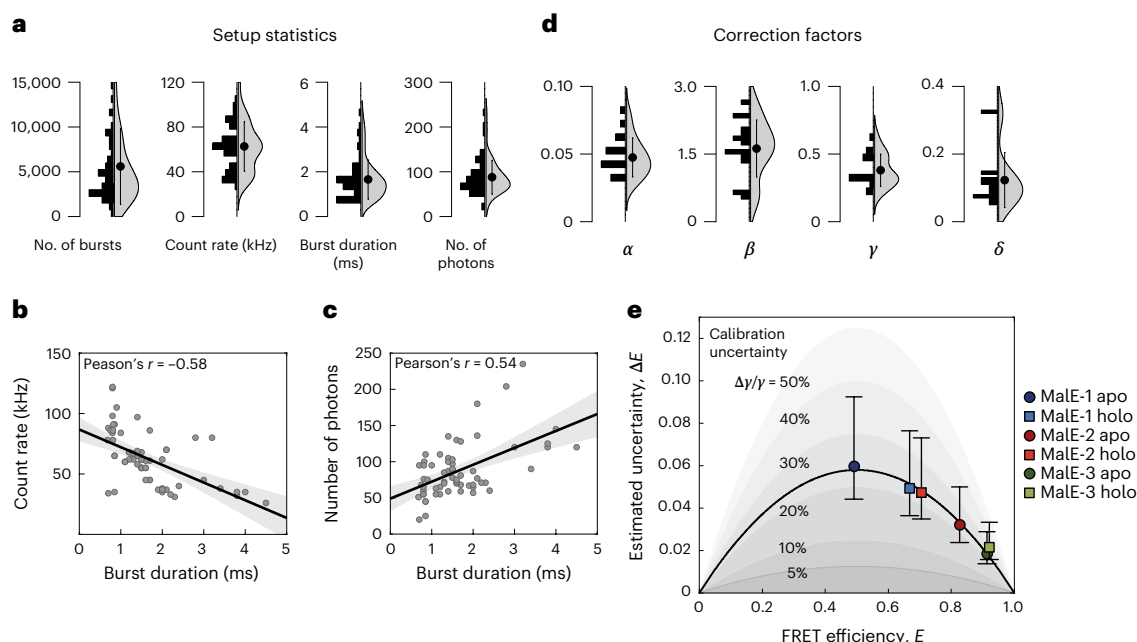 a
Setup statistics
15,000
10,000
5,000
0
No. of bursts
120
80
40
0
Count rate (kHz)
6
4
2
0
Burst duration
(ms)
300
200
100
0
No. of
photons
d
Correction factors
0.10
0.05
0
α
3.0
1.5
0
β
1.0
0.5
0
γ
0.4
0.2
0
δ
b
Peason's r = –0.58
Count rate (kHz)
150
100
50
0
1
2
3
4
5
Burst duration (ms)
c
Pearson's r = 0.54
Number of photons
250
200
150
100
50
0
0
1
2
3
4
5
Burst duration (ms)
e
Calibration
uncertainty
Δγ/γ = 50%
40%
30%
20%
10%
5%
Estimated uncertainty, ΔE
0.12
0.10
0.08
0.06
0.04
0.02
0
0
0.2
0.4
0.6
0.8
1.0
FRET efficiency, E
MalE-1 apo
MalE-1 holo
MalE-2 apo
MalE-2 holo
MalE-3 apo
MalE-3 holo